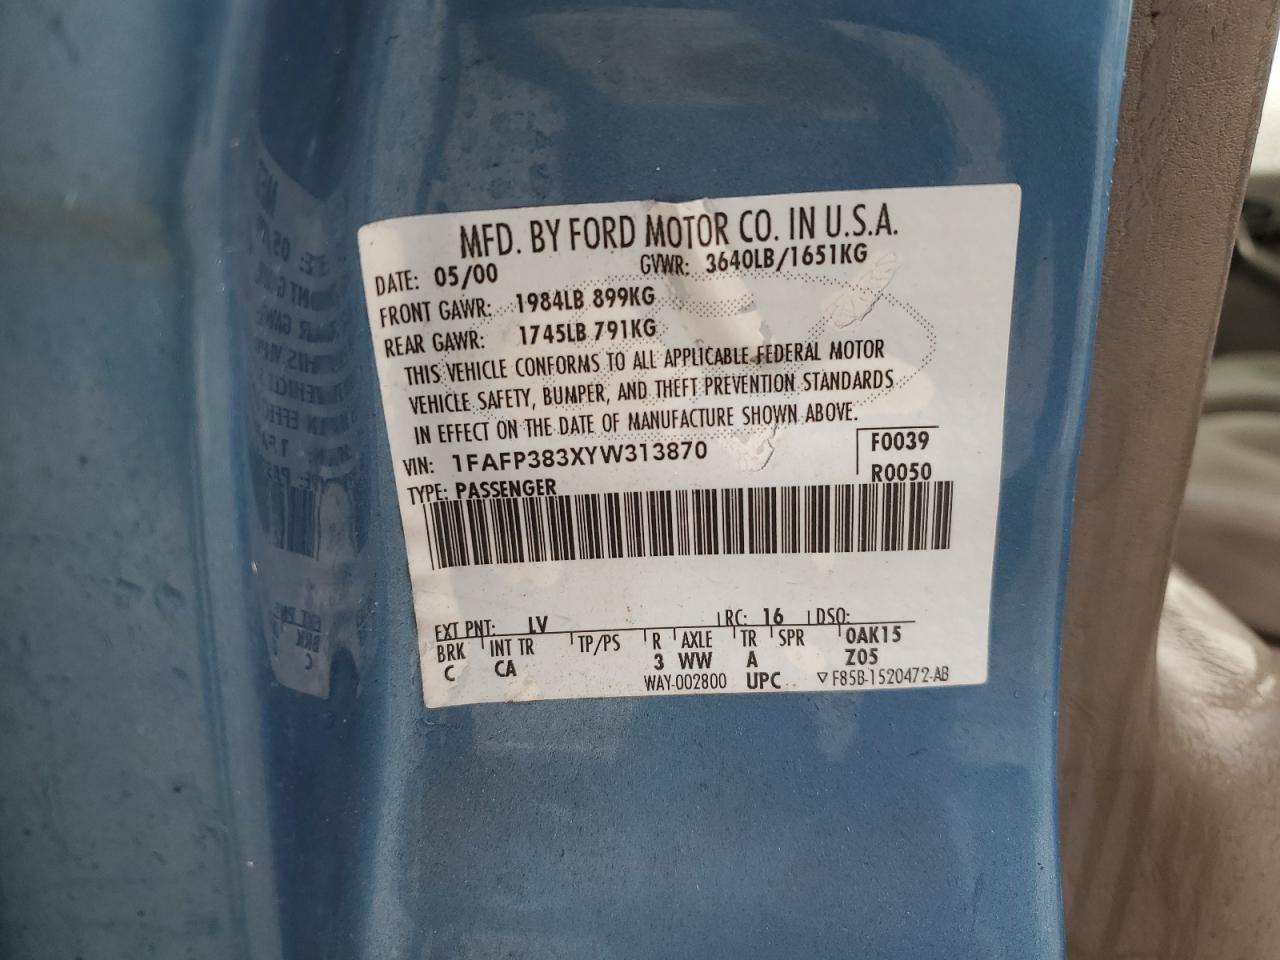 MFD. BY FORD MOTOR CO. IN U.S.A.
DATE: 05/00 GVWR: 3640LB/1651KG
FRONT GAWR: 1984LB 899KG
REAR GAWR: 1745LB 791KG
THIS VEHICLE CONFORMS TO ALL APPLICABLE FEDERAL MOTOR
VEHICLE SAFETY, BUMPER, AND THEFT PREVENTION STANDARDS
IN EFFECT ON THE DATE OF MANUFACTURE SHOWN ABOVE.
VIN: 1FAFP383XYW313870 F0039
TYPE: PASSENGER R0050
EXT PNT: LV RC: 16 DSO:
BRK INT TR TP/PS R AXLE TR SPR 0AK15
C CA 3 WW A Z05
WAY-002800 UPC ▽F85B-1520472-AB